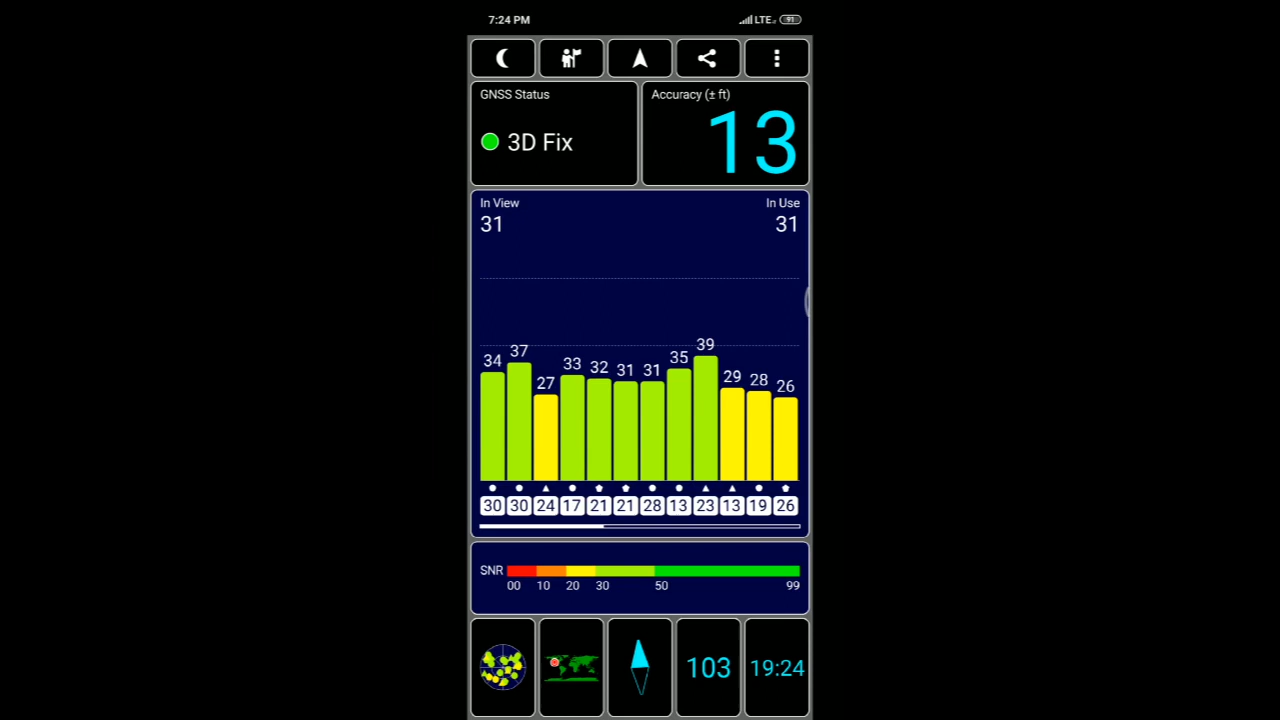 7:24 PM LTE 91
GNSS Status
3D Fix
Accuracy (± ft)
13
In View
31
In Use
31
34 37 27 33 32 31 31 35 39 29 28 26
30 30 24 17 21 21 28 13 23 13 19 26
SNR
00 10 20 30 50 99
103 19:24